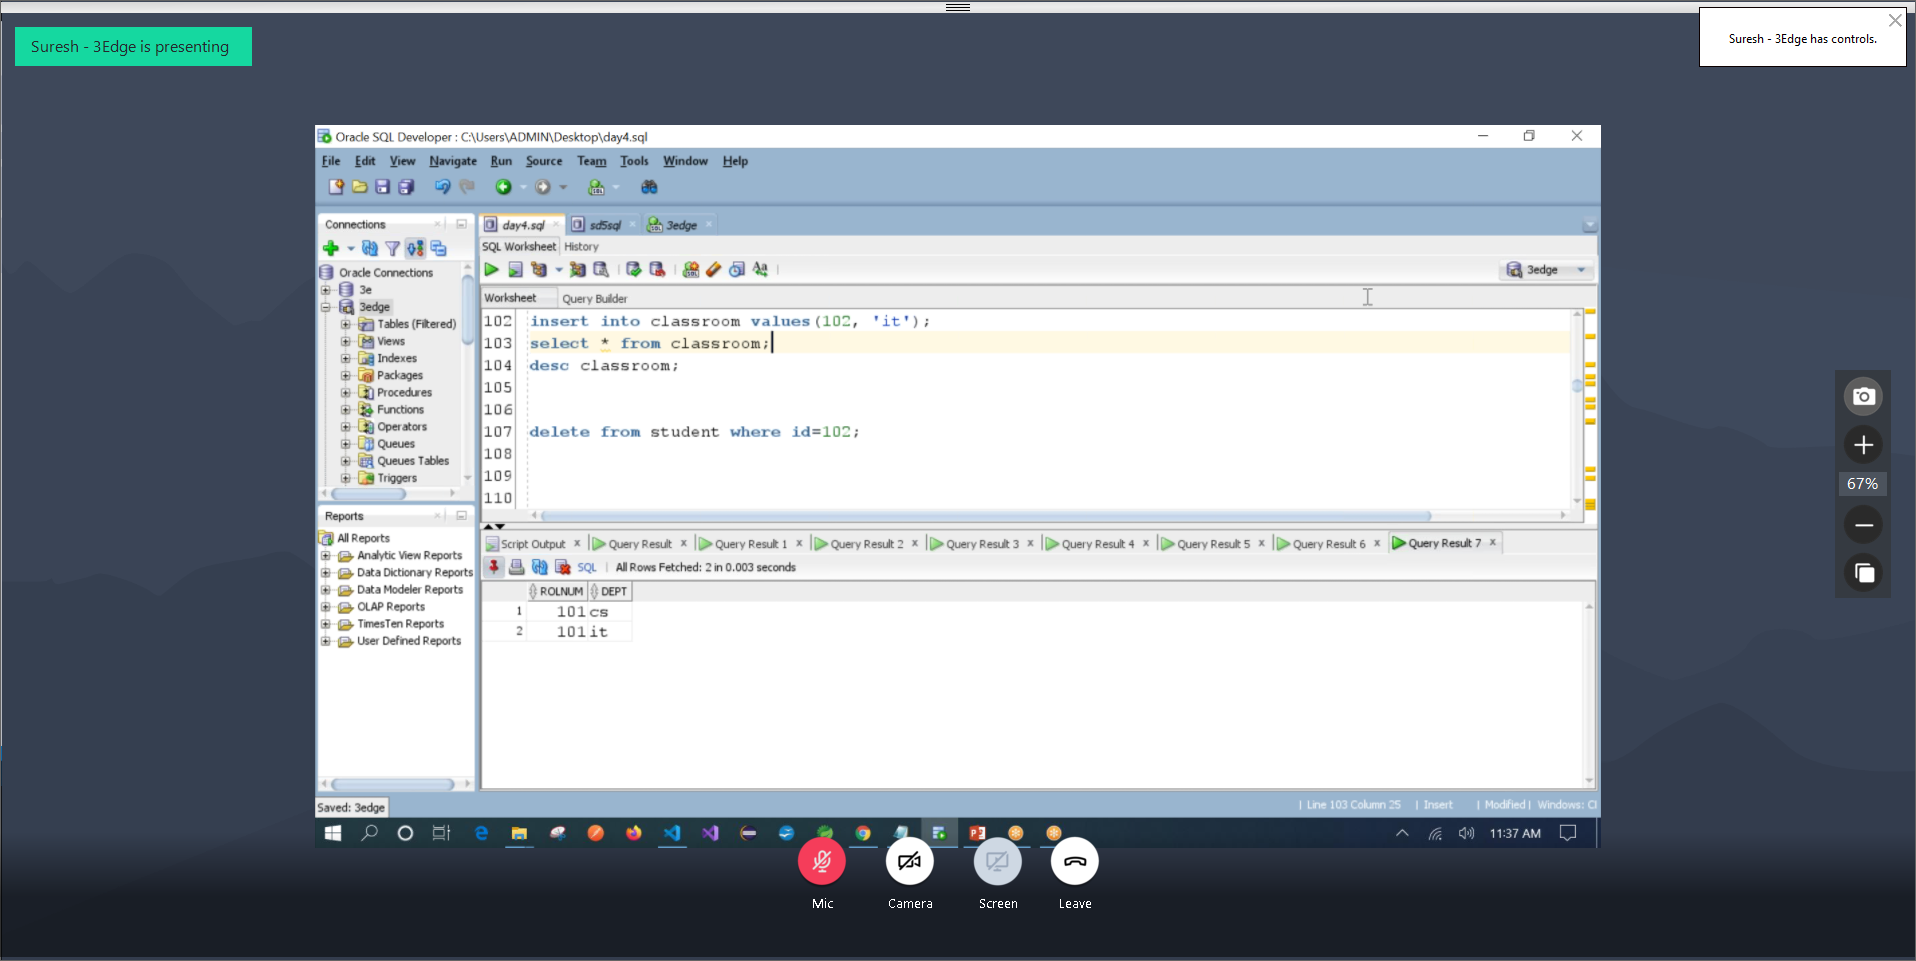 Suresh - 3Edge is presenting
Suresh - 3Edge has controls.
Oracle SQL Developer : C:\Users\ADMIN\Desktop\day4.sql
File Edit View Navigate Run Source Team Tools Window Help
Connections
day4.sql sd5sql 3edge
SQL Worksheet History
3edge
Oracle Connections
3e
3edge
Tables (Filtered)
Views
Indexes
Packages
Procedures
Functions
Operators
Queues
Queues Tables
Triggers
Worksheet Query Builder
102 insert into classroom values(102, 'it');
103 select * from classroom;
104 desc classroom;
105
106
107 delete from student where id=102;
108
109
110
Reports
All Reports
Analytic View Reports
Data Dictionary Reports
Data Modeler Reports
OLAP Reports
TimesTen Reports
User Defined Reports
Script Output Query Result Query Result 1 Query Result 2 Query Result 3 Query Result 4 Query Result 5 Query Result 6 Query Result 7
SQL | All Rows Fetched: 2 in 0.003 seconds
ROLNUM DEPT
1 101 cs
2 101 it
Saved: 3edge
| Line 103 Column 25 | Insert | Modified | Windows: Cl
11:37 AM
67%
Mic Camera Screen Leave